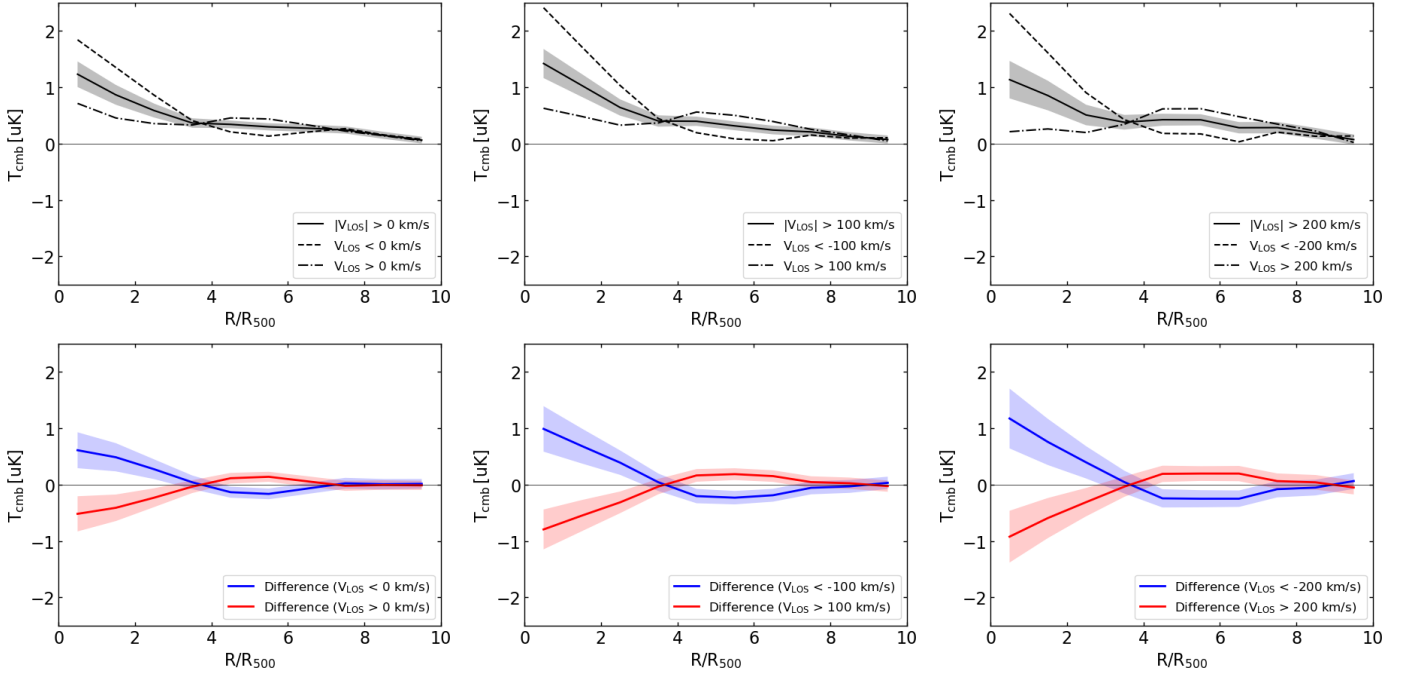 2
1
0
−1
−2
T_cmb [uK]
|V_LOS| > 0 km/s
V_LOS < 0 km/s
V_LOS > 0 km/s
0 2 4 6 8 10
R/R_500
2
1
0
−1
−2
T_cmb [uK]
|V_LOS| > 100 km/s
V_LOS < -100 km/s
V_LOS > 100 km/s
0 2 4 6 8 10
R/R_500
2
1
0
−1
−2
T_cmb [uK]
|V_LOS| > 200 km/s
V_LOS < -200 km/s
V_LOS > 200 km/s
0 2 4 6 8 10
R/R_500
2
1
0
−1
−2
T_cmb [uK]
Difference (V_LOS < 0 km/s)
Difference (V_LOS > 0 km/s)
0 2 4 6 8 10
R/R_500
2
1
0
−1
−2
T_cmb [uK]
Difference (V_LOS < -100 km/s)
Difference (V_LOS > 100 km/s)
0 2 4 6 8 10
R/R_500
2
1
0
−1
−2
T_cmb [uK]
Difference (V_LOS < -200 km/s)
Difference (V_LOS > 200 km/s)
0 2 4 6 8 10
R/R_500